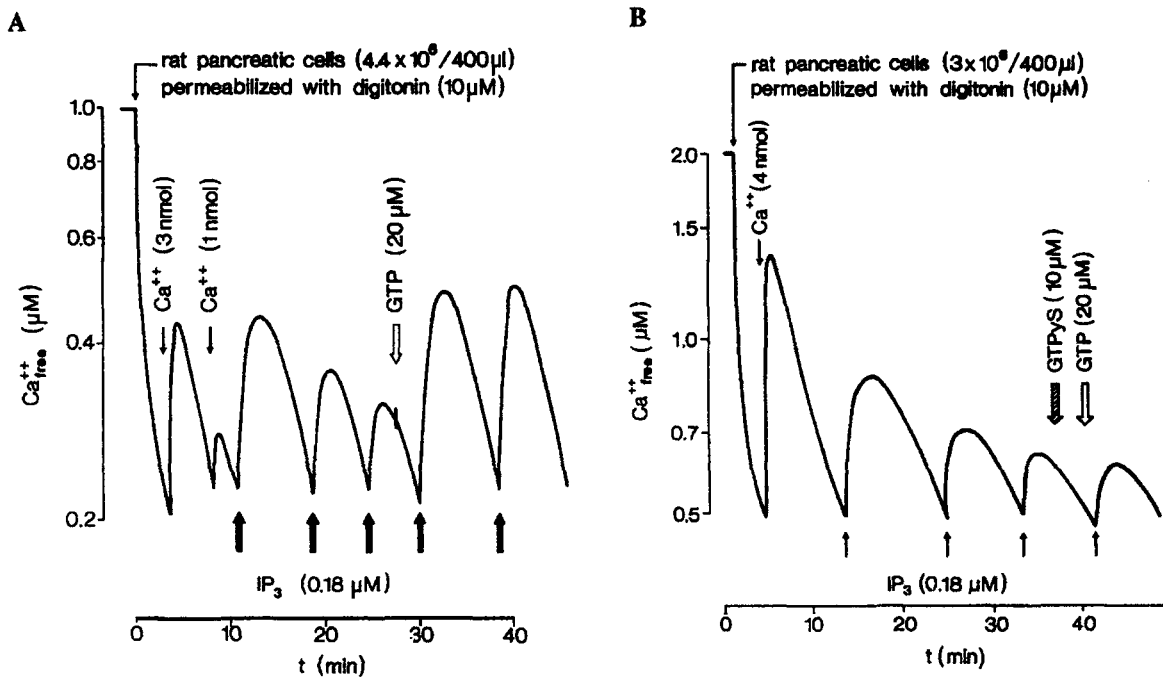 A
rat pancreatic cells (4.4 x 10⁶/400µl)
permeabilized with digitonin (10µM)
1.0
0.8
0.6
0.4
0.2
Ca⁺⁺free (µM)
Ca⁺⁺ (3 nmol)
Ca⁺⁺ (1 nmol)
GTP (20 µM)
IP₃ (0.18 µM)
0 10 20 30 40
t (min)
B
rat pancreatic cells (3x10⁶/400µl)
permeabilized with digitonin (10µM)
2.0
1.5
1.0
0.7
0.5
Ca⁺⁺free (µM)
Ca⁺⁺ (4 nmol)
GTPγS (10 µM)
GTP (20 µM)
IP₃ (0.18 µM)
0 10 20 30 40
t (min)